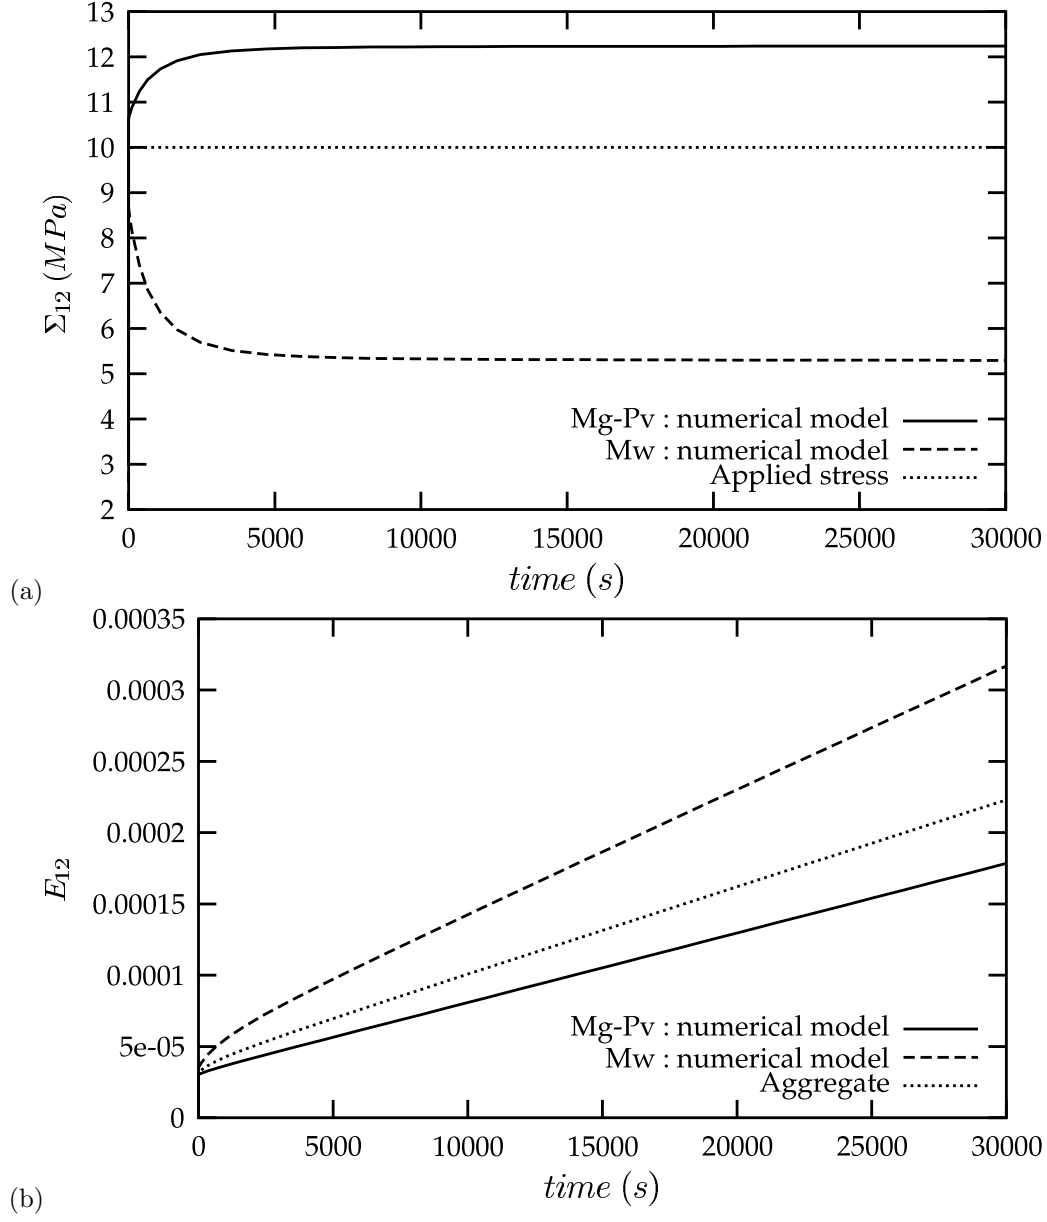 13
12
11
10
9
8
7
6
5
4
3
2
Σ12 (MPa)
Mg-Pv : numerical model
Mw : numerical model
Applied stress
0 5000 10000 15000 20000 25000 30000
time (s)
(a)
0.00035
0.0003
0.00025
0.0002
0.00015
0.0001
5e-05
0
E12
Mg-Pv : numerical model
Mw : numerical model
Aggregate
0 5000 10000 15000 20000 25000 30000
time (s)
(b)